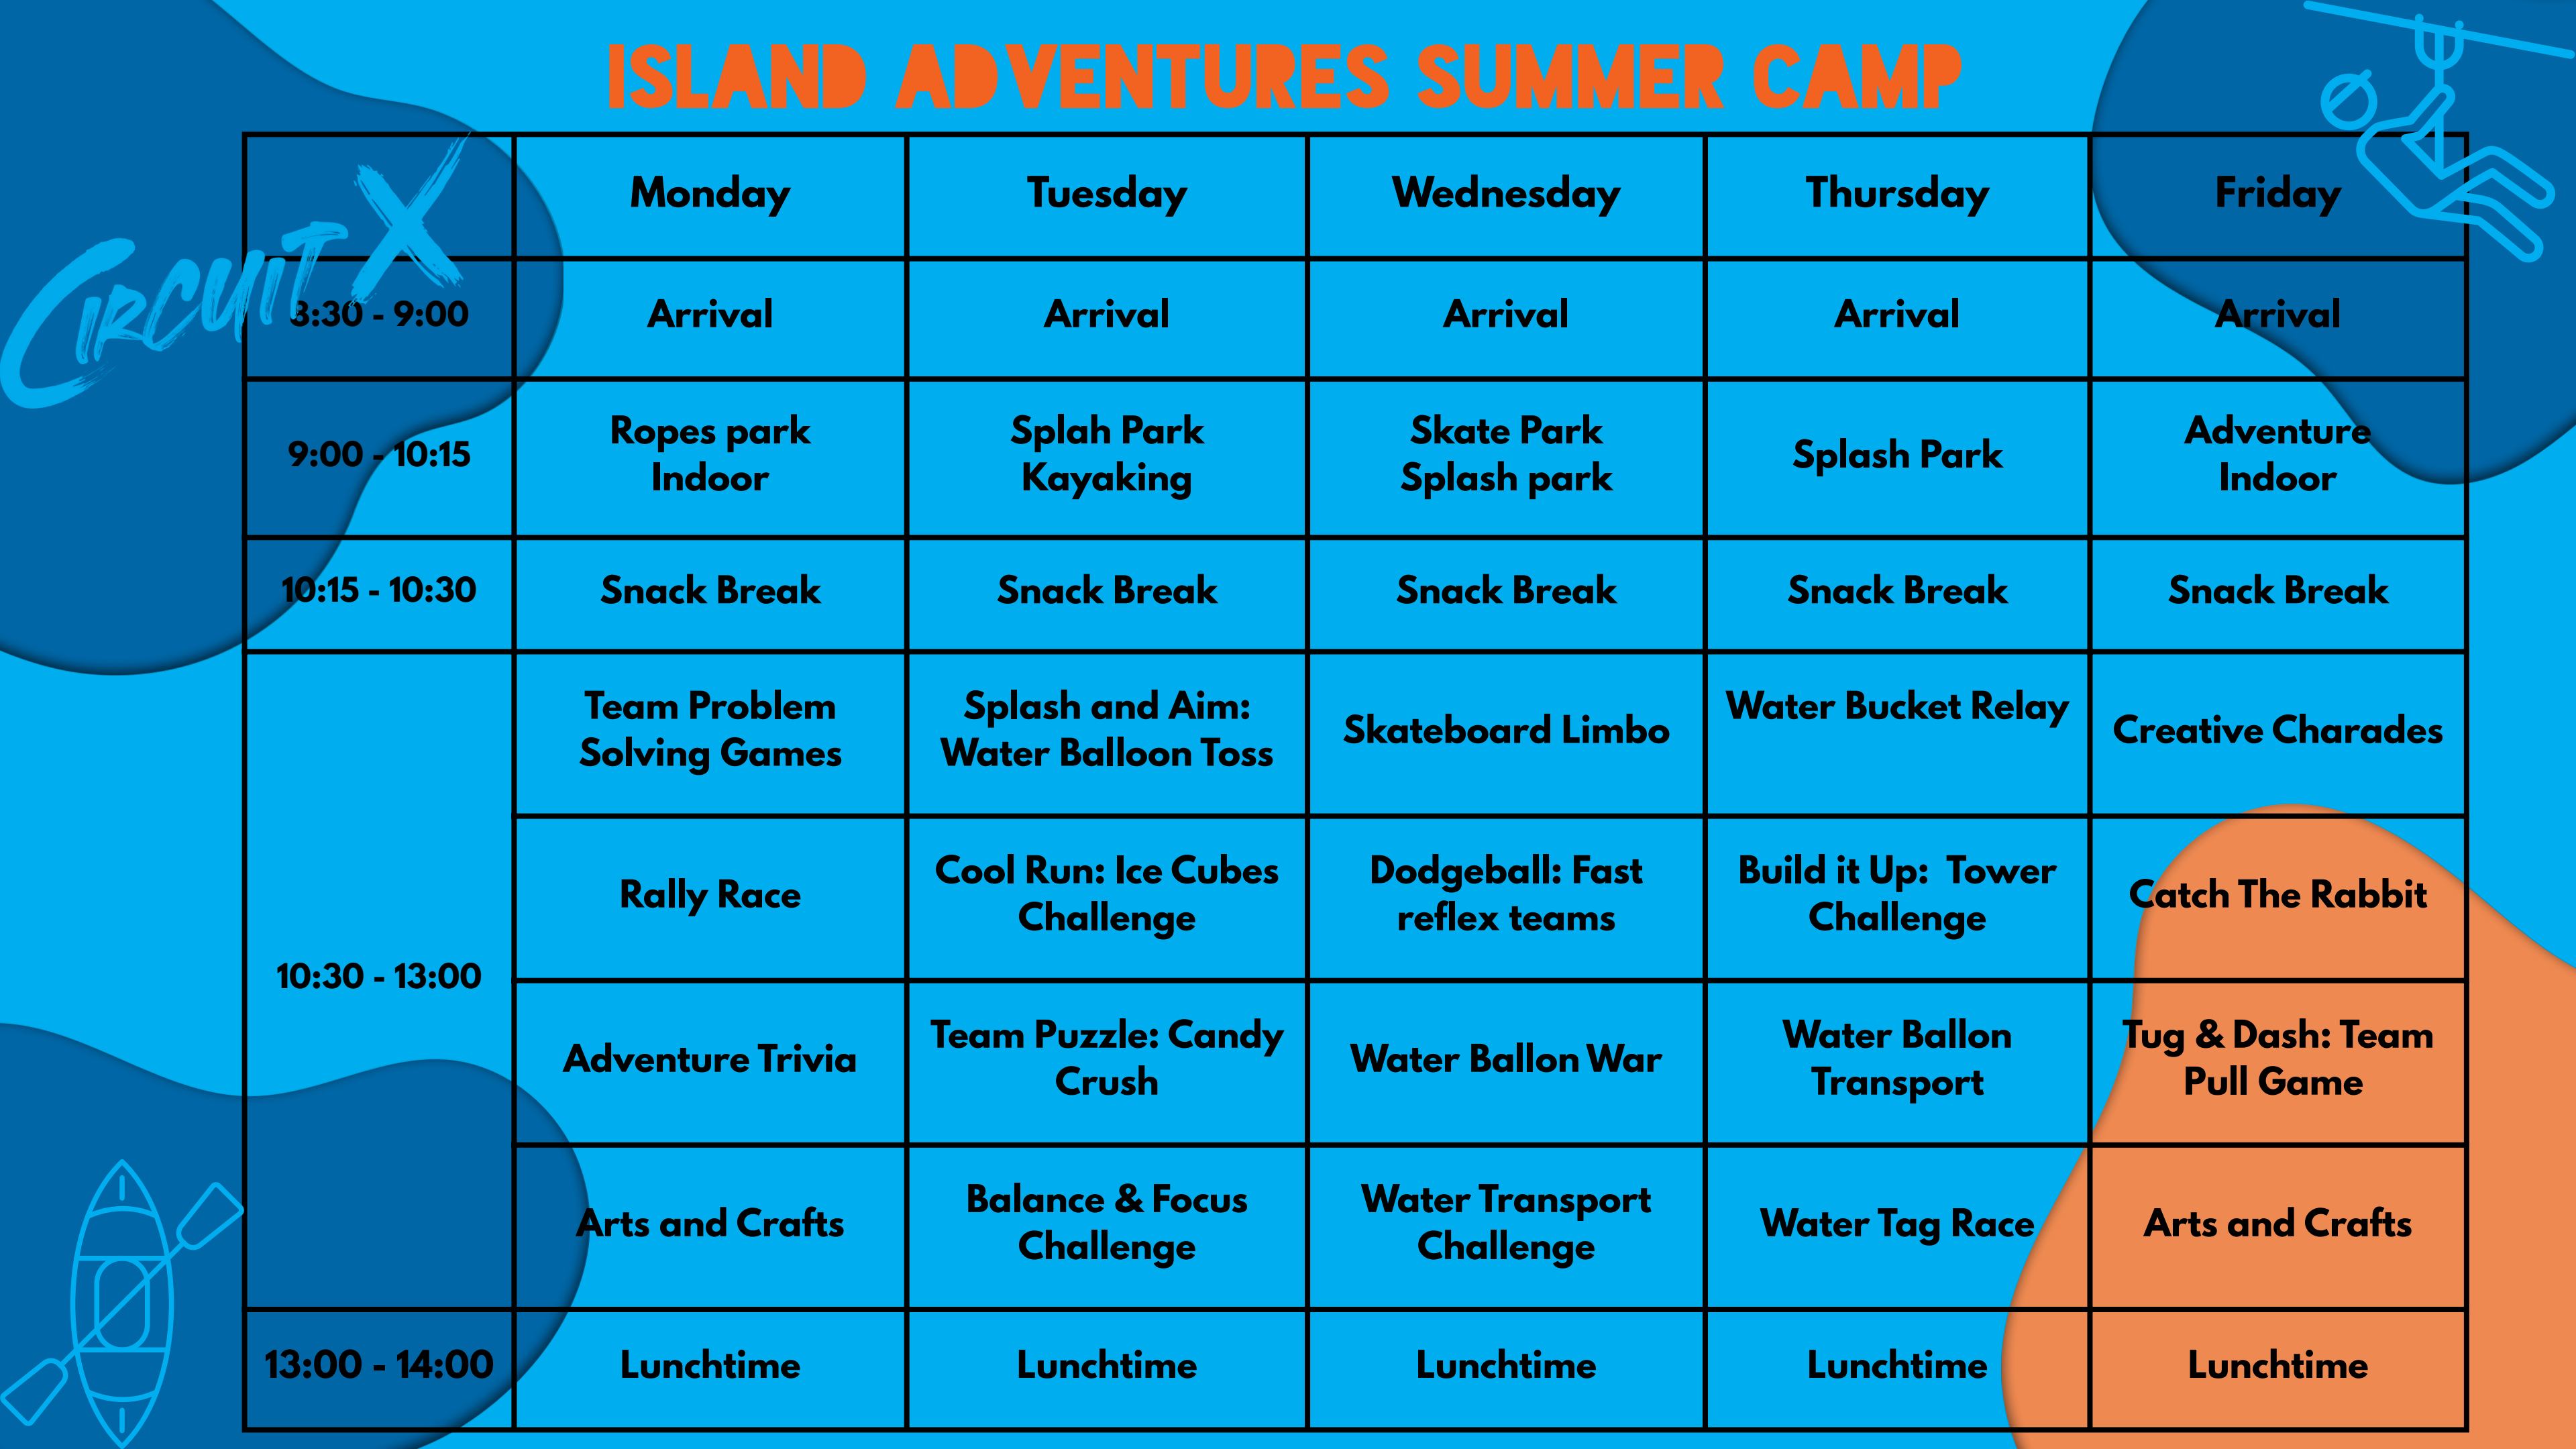 ISLAND ADVENTURES SUMMER CAMP
CIRCUIT X
Monday
Tuesday
Wednesday
Thursday
Friday
8:30 - 9:00
Arrival
Arrival
Arrival
Arrival
Arrival
9:00 - 10:15
Ropes park
Indoor
Splah Park
Kayaking
Skate Park
Splash park
Splash Park
Adventure
Indoor
10:15 - 10:30
Snack Break
Snack Break
Snack Break
Snack Break
Snack Break
10:30 - 13:00
Team Problem
Solving Games
Splash and Aim:
Water Balloon Toss
Skateboard Limbo
Water Bucket Relay
Creative Charades
Rally Race
Cool Run: Ice Cubes
Challenge
Dodgeball: Fast
reflex teams
Build it Up:  Tower
Challenge
Catch The Rabbit
Adventure Trivia
Team Puzzle: Candy
Crush
Water Ballon War
Water Ballon
Transport
Tug & Dash: Team
Pull Game
Arts and Crafts
Balance & Focus
Challenge
Water Transport
Challenge
Water Tag Race
Arts and Crafts
13:00 - 14:00
Lunchtime
Lunchtime
Lunchtime
Lunchtime
Lunchtime